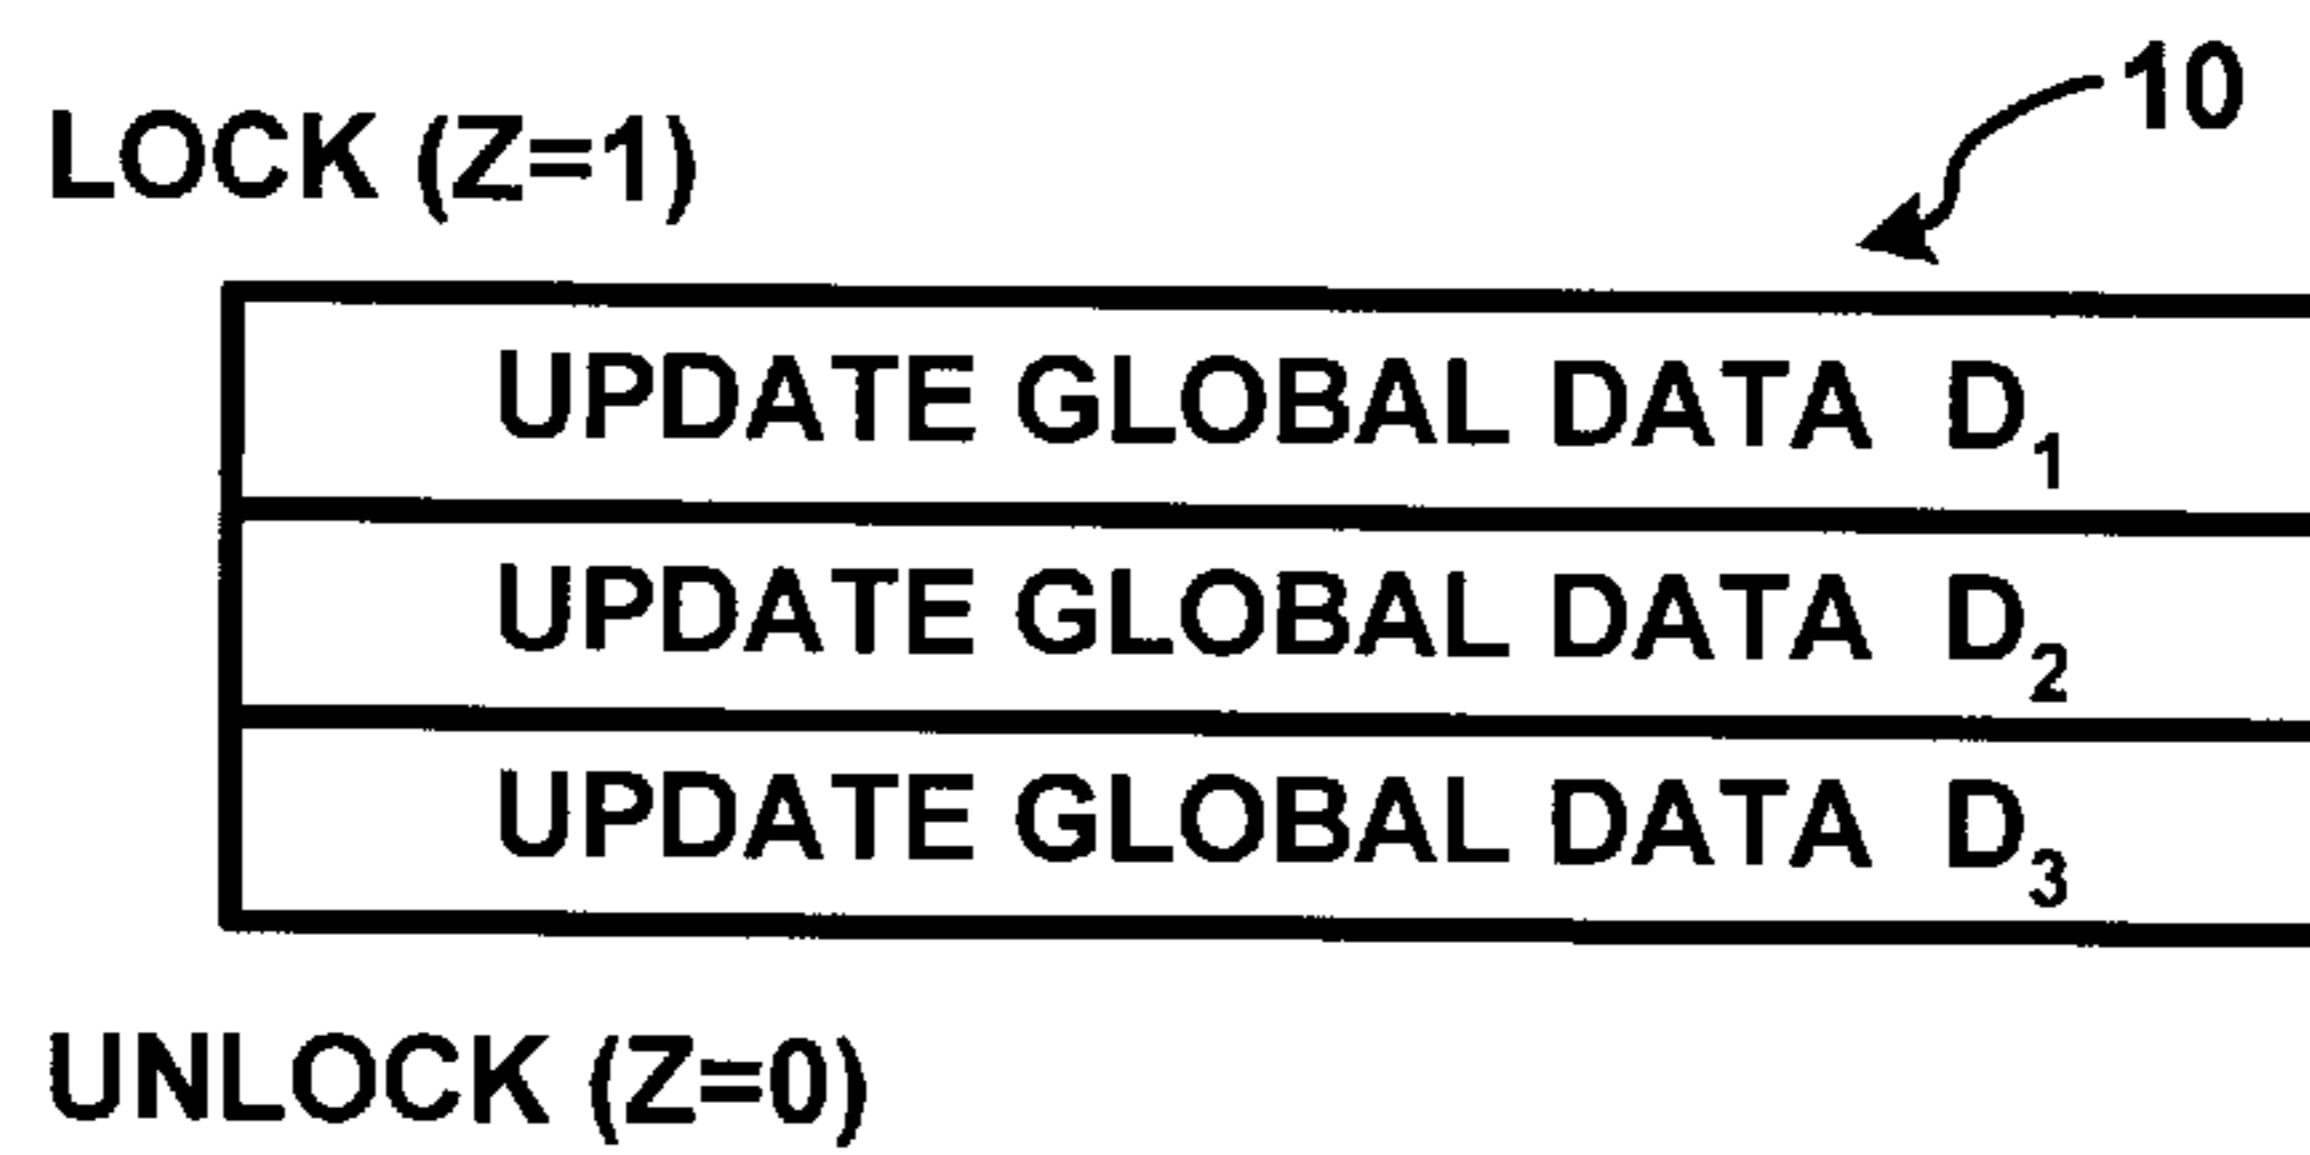 10
LOCK (Z=1)
UPDATE GLOBAL DATA D₁
UPDATE GLOBAL DATA D₂
UPDATE GLOBAL DATA D₃
UNLOCK (Z=0)